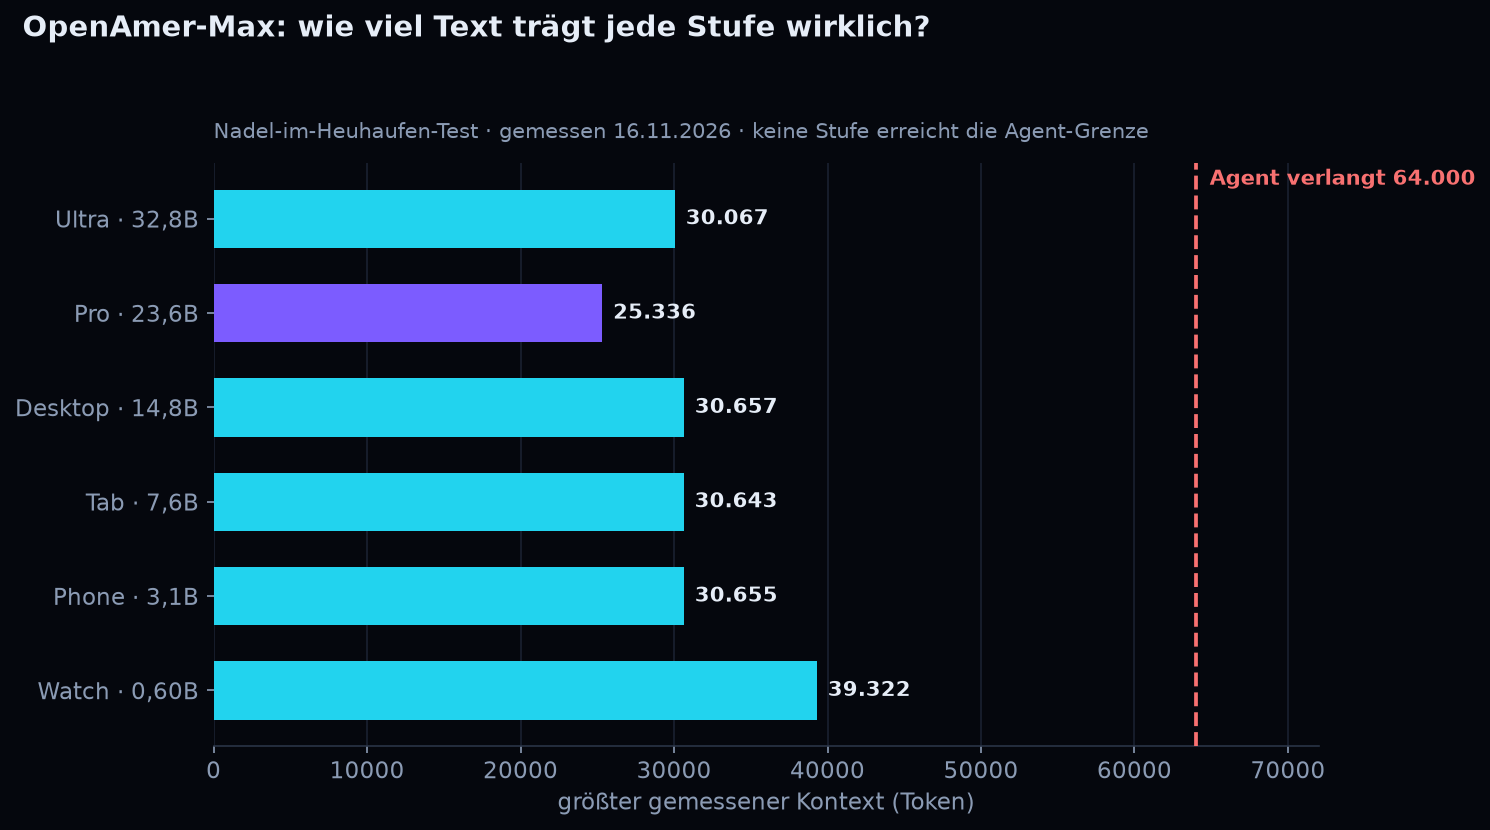 OpenAmer-Max: wie viel Text trägt jede Stufe wirklich?
Nadel-im-Heuhaufen-Test · gemessen 16.11.2026 · keine Stufe erreicht die Agent-Grenze
Agent verlangt 64.000
Ultra · 32,8B
30.067
Pro · 23,6B
25.336
Desktop · 14,8B
30.657
Tab · 7,6B
30.643
Phone · 3,1B
30.655
Watch · 0,60B
39.322
0 10000 20000 30000 40000 50000 60000 70000
größter gemessener Kontext (Token)